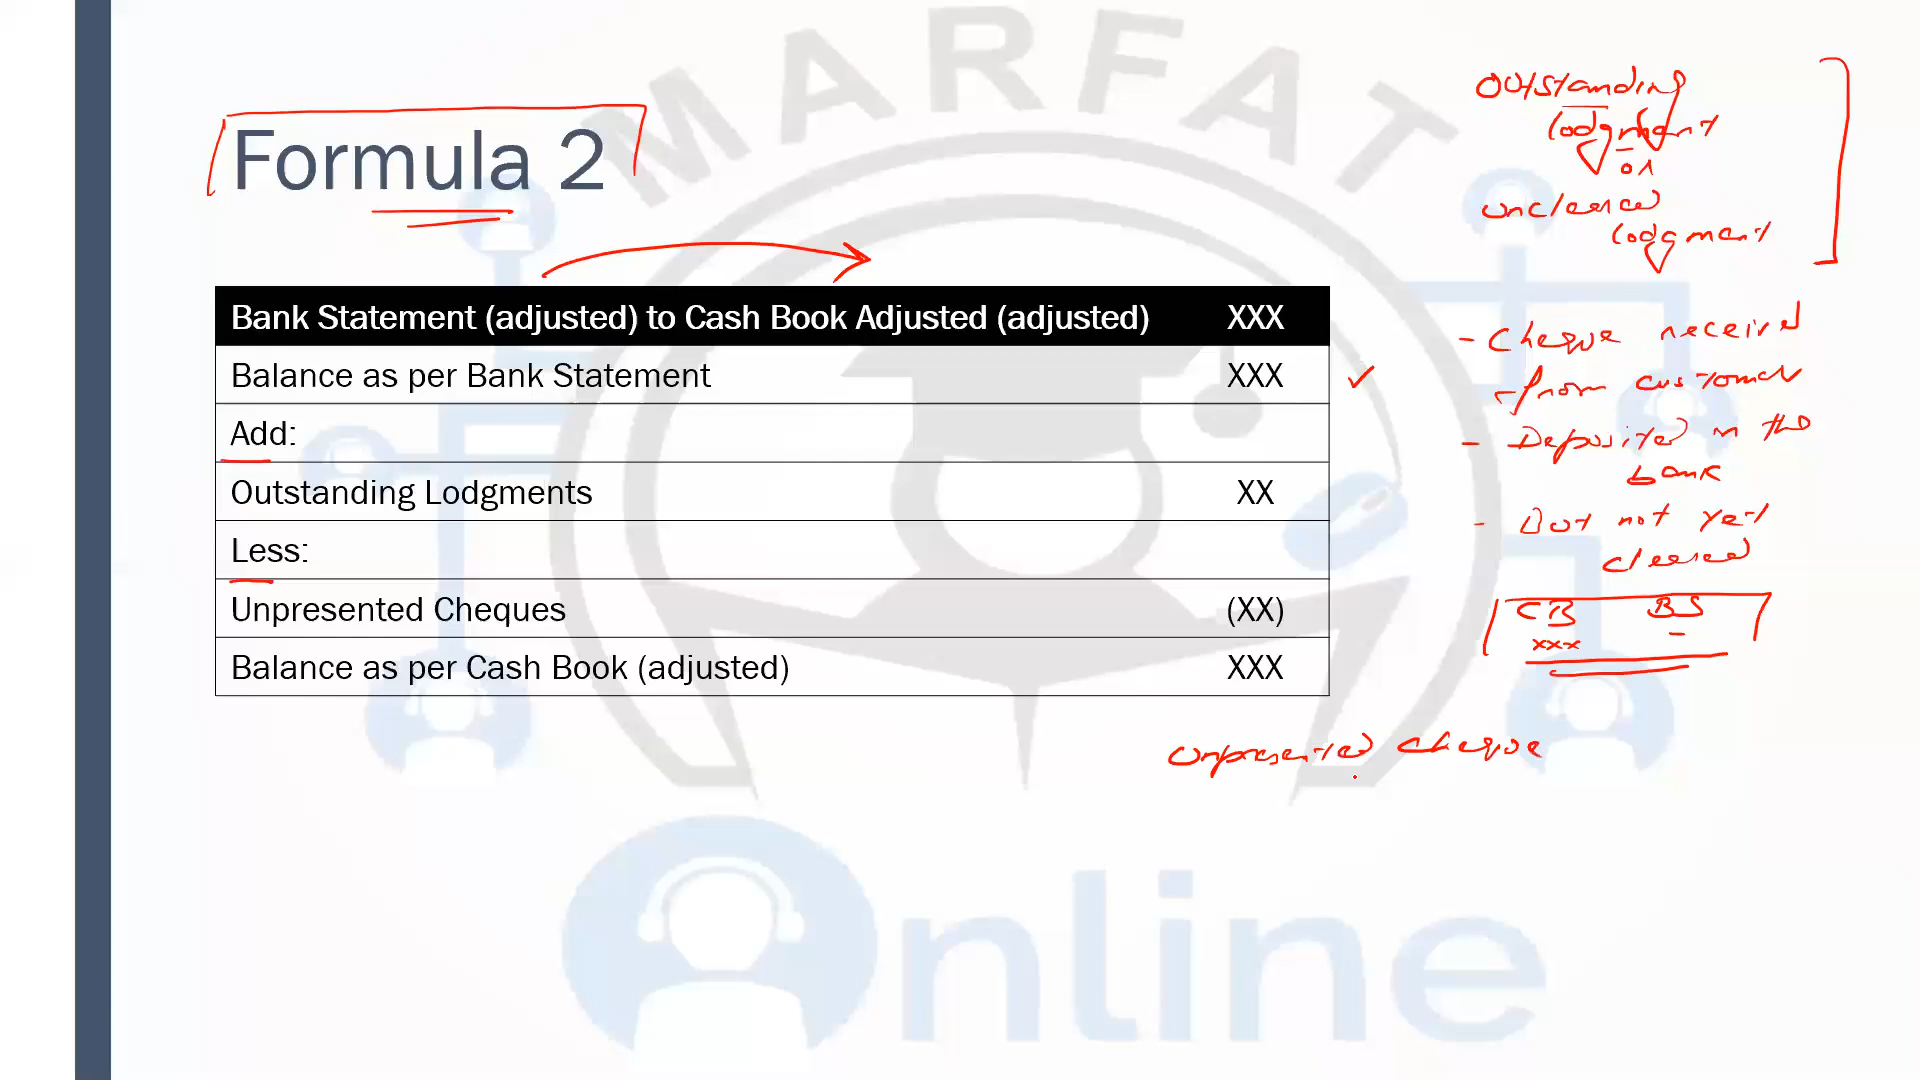 MARFAT
Formula 2
Bank Statement (adjusted) to Cash Book Adjusted (adjusted) XXX
Balance as per Bank Statement XXX
Add:
Outstanding Lodgments XX
Less:
Unpresented Cheques (XX)
Balance as per Cash Book (adjusted) XXX
outstanding
lodgment
or
uncleared
lodgment
- Cheque received
from customer
- Deposited in the
bank
- But not yet
cleared
CB BS
xxx -
unpresented cheque
Online